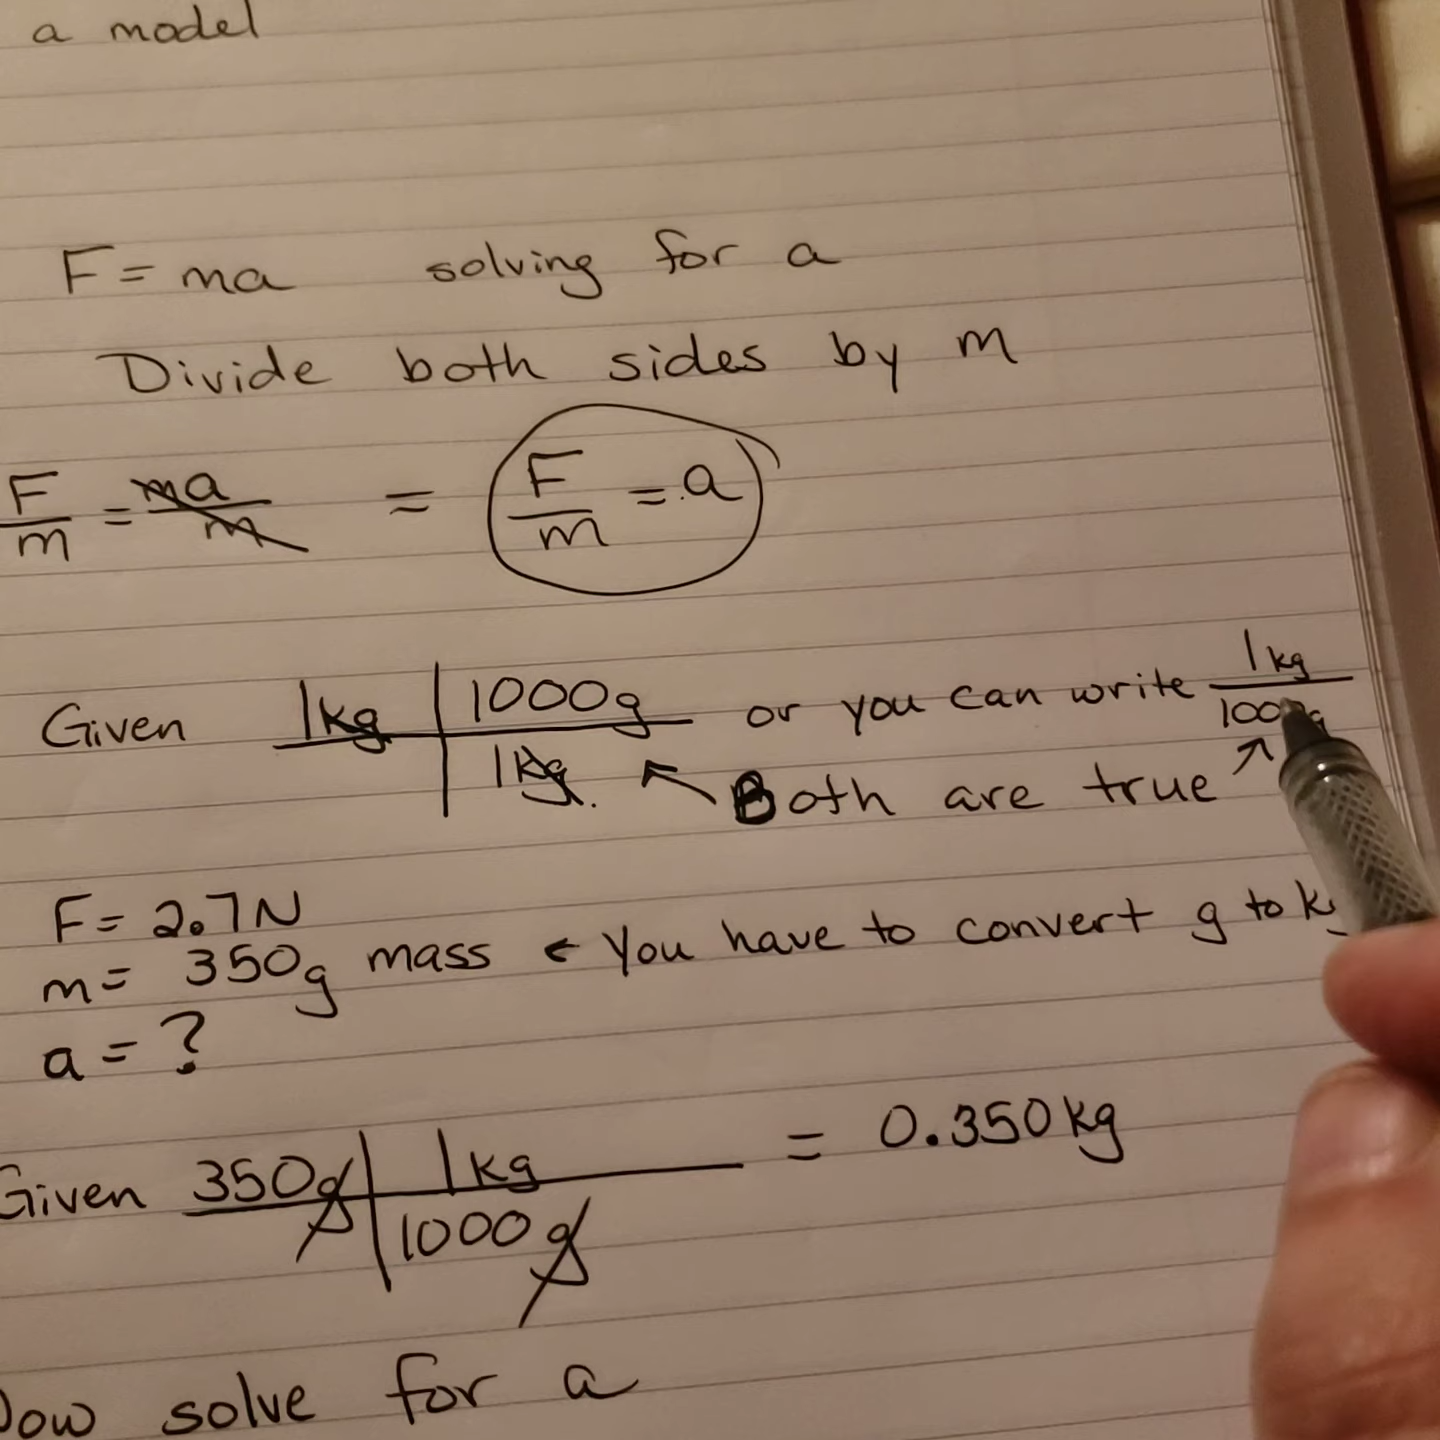 a model
F = ma solving for a
Divide both sides by m
F/m = ma/m = F/m = a
Given 1kg | 1000g / 1kg or you can write 1kg / 1000g
Both are true
F = 2.7N
m = 350g mass ← You have to convert g to k
a = ?
Given 350g | 1kg / 1000g = 0.350kg
Now solve for a